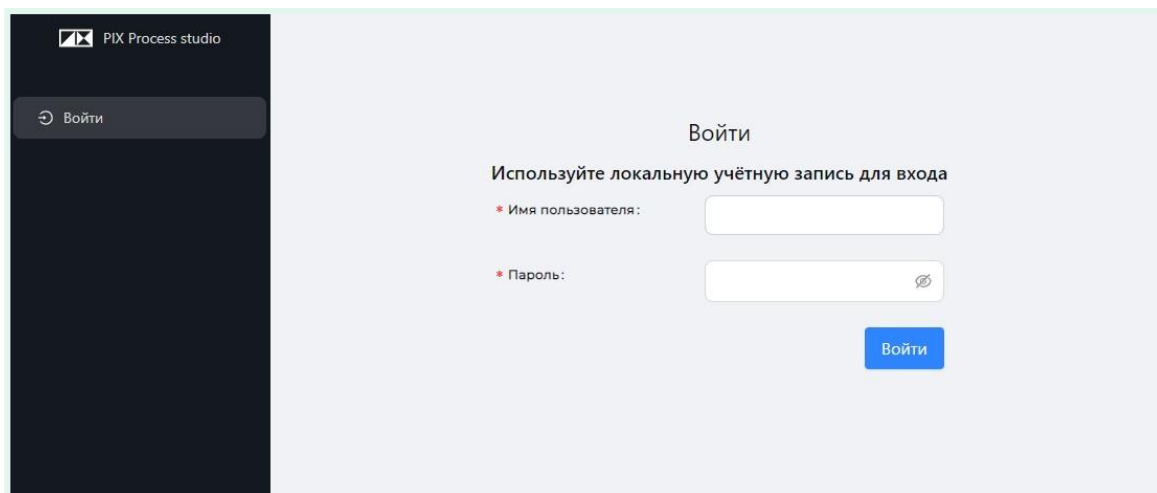 PIX Process studio
Войти
Войти
Используйте локальную учётную запись для входа
* Имя пользователя:
* Пароль:
Войти